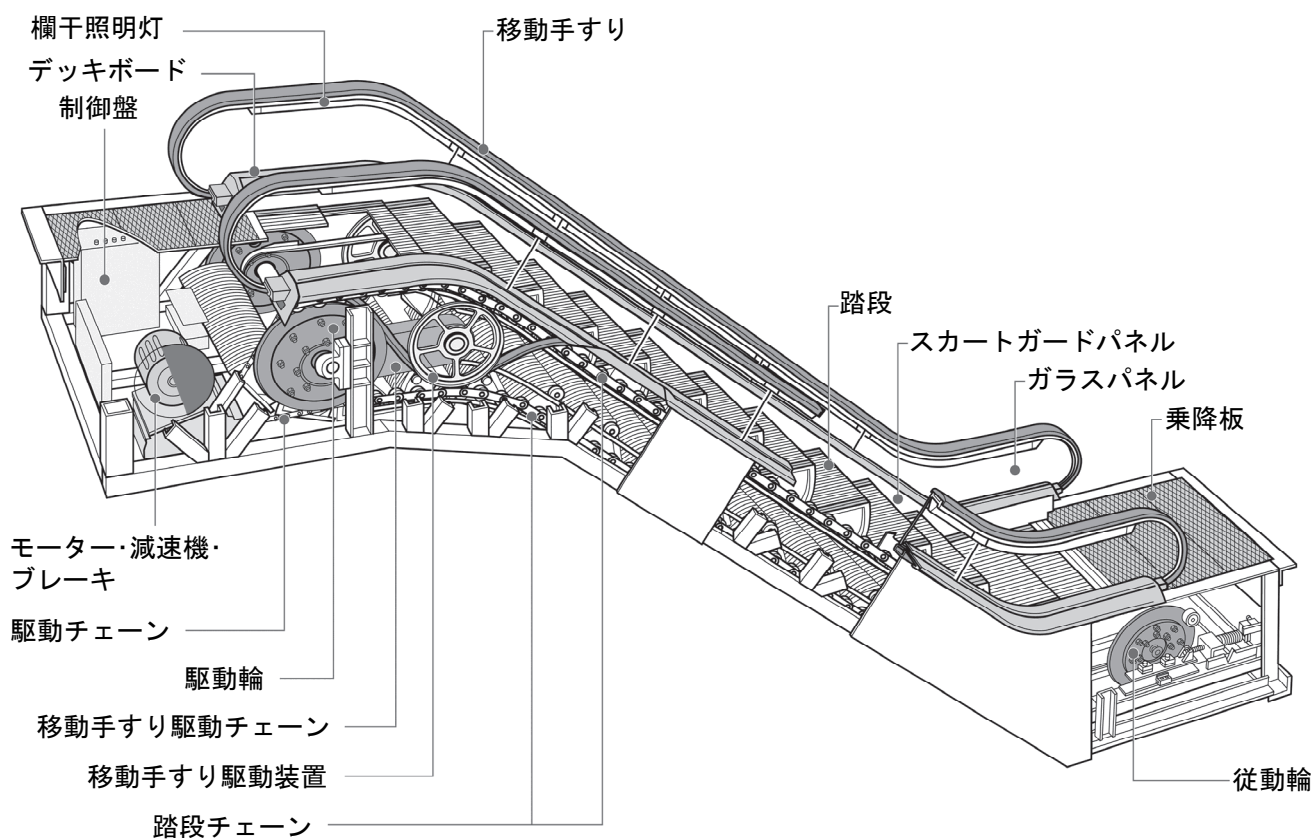 欄干照明灯
移動手すり
デッキボード
制御盤
踏段
スカートガードパネル
ガラスパネル
乗降板
モーター・減速機・
ブレーキ
駆動チェーン
駆動輪
移動手すり駆動チェーン
移動手すり駆動装置
従動輪
踏段チェーン